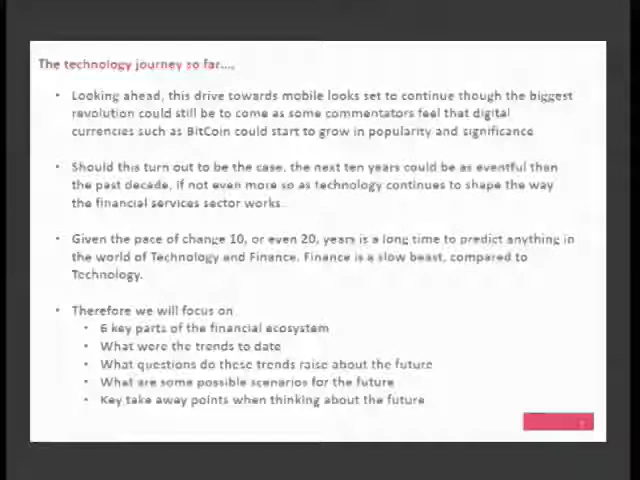 The technology journey so far....
• Looking ahead, this drive towards mobile looks set to continue though the biggest
revolution could still be to come as some commentators feel that digital
currencies such as BitCoin could start to grow in popularity and significance
• Should this turn out to be the case, the next ten years could be as eventful than
the past decade, if not even more so as technology continues to shape the way
the financial services sector works.
• Given the pace of change 10, or even 20, years is a long time to predict anything in
the world of Technology and Finance. Finance is a slow beast, compared to
Technology.
• Therefore we will focus on
• 6 key parts of the financial ecosystem
• What were the trends to date
• What questions do these trends raise about the future
• What are some possible scenarios for the future
• Key take away points when thinking about the future